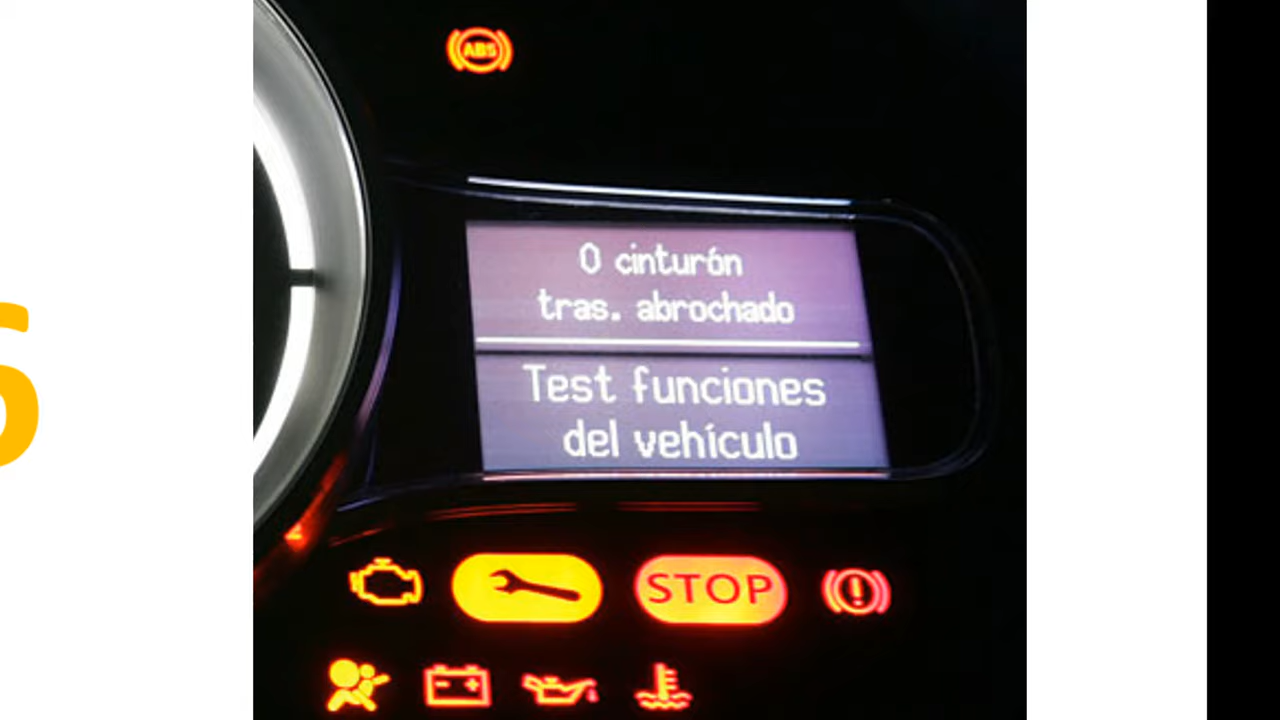 ABS
0 cinturón
tras. abrochado
Test funciones
del vehículo
STOP